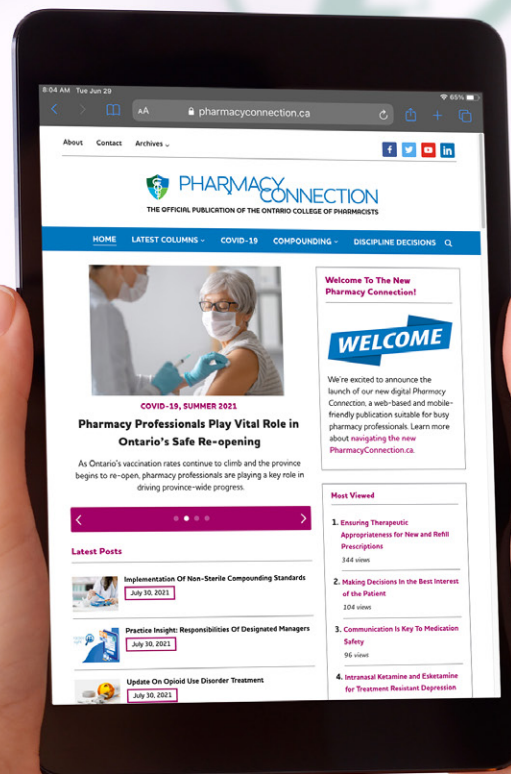 8:04 AM Tue Jun 29
65%
AA
pharmacyconnection.ca
About Contact Archives
PHARMACY
CONNECTION
THE OFFICIAL PUBLICATION OF THE ONTARIO COLLEGE OF PHARMACISTS
HOME LATEST COLUMNS COVID-19 COMPOUNDING DISCIPLINE DECISIONS
COVID-19, SUMMER 2021
Pharmacy Professionals Play Vital Role in
Ontario's Safe Re-opening
As Ontario's vaccination rates continue to climb and the province
begins to re-open, pharmacy professionals are playing a key role in
driving province-wide progress.
Latest Posts
Implementation Of Non-Sterile Compounding Standards
July 30, 2021
Practice Insight: Responsibilities Of Designated Managers
July 30, 2021
Update On Opioid Use Disorder Treatment
July 30, 2021
Welcome To The New
Pharmacy Connection!
WELCOME
We're excited to announce the
launch of our new digital Pharmacy
Connection, a web-based and mobile-
friendly publication suitable for busy
pharmacy professionals. Learn more
about navigating the new
PharmacyConnection.ca.
Most Viewed
1. Ensuring Therapeutic
Appropriateness for New and Refill
Prescriptions
344 views
2. Making Decisions In the Best Interest
of the Patient
104 views
3. Communication Is Key To Medication
Safety
96 views
4. Intranasal Ketamine and Esketamine
for Treatment Resistant Depression